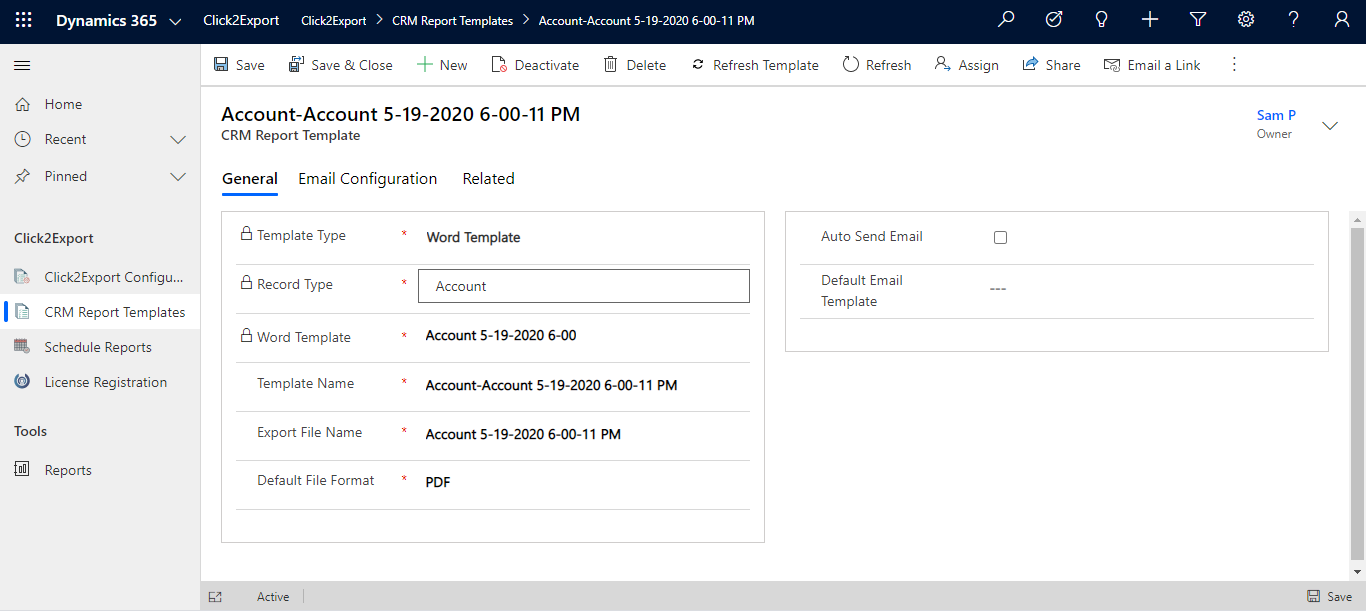 Dynamics 365 Click2Export Click2Export > CRM Report Templates > Account-Account 5-19-2020 6-00-11 PM
Save Save & Close New Deactivate Delete Refresh Template Refresh Assign Share Email a Link
Home
Recent
Pinned
Click2Export
Click2Export Configu...
CRM Report Templates
Schedule Reports
License Registration
Tools
Reports
Account-Account 5-19-2020 6-00-11 PM
CRM Report Template
Sam P
Owner
General Email Configuration Related
Template Type * Word Template
Record Type * Account
Word Template * Account 5-19-2020 6-00
Template Name * Account-Account 5-19-2020 6-00-11 PM
Export File Name * Account 5-19-2020 6-00-11 PM
Default File Format * PDF
Auto Send Email
Default Email
Template
---
Active Save